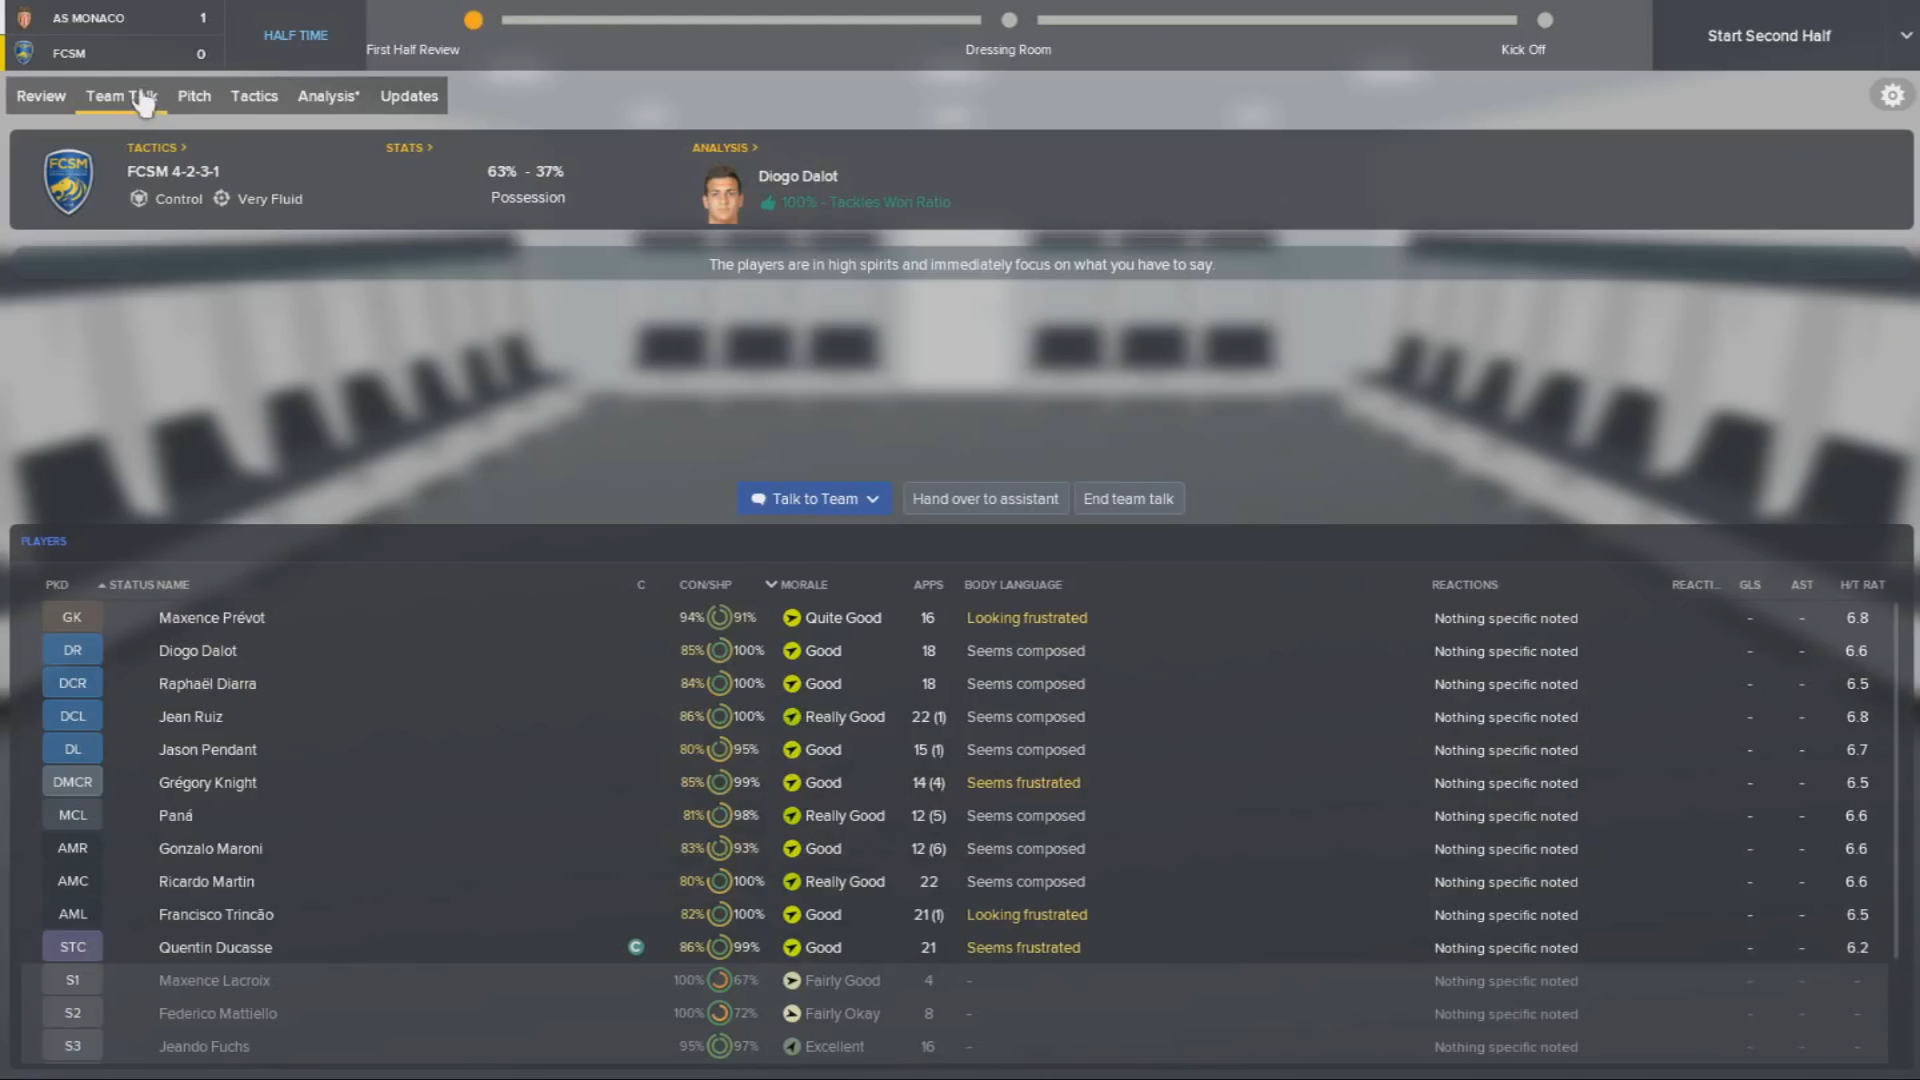 AS MONACO 1
FCSM 0
HALF TIME
First Half Review
Dressing Room
Kick Off
Start Second Half
Review Team Talk Pitch Tactics Analysis* Updates
FCSM
TACTICS >
FCSM 4-2-3-1
Control Very Fluid
STATS >
63% - 37%
Possession
ANALYSIS >
Diogo Dalot
100% - Tackles Won Ratio
The players are in high spirits and immediately focus on what you have to say.
Talk to Team Hand over to assistant End team talk
PLAYERS
PKD STATUS NAME C CON/SHP MORALE APPS BODY LANGUAGE REACTIONS REACTI... GLS AST H/T RAT
GK Maxence Prévot 94% 91% Quite Good 16 Looking frustrated Nothing specific noted - - 6.8
DR Diogo Dalot 85% 100% Good 18 Seems composed Nothing specific noted - - 6.6
DCR Raphaël Diarra 84% 100% Good 18 Seems composed Nothing specific noted - - 6.5
DCL Jean Ruiz 86% 100% Really Good 22 (1) Seems composed Nothing specific noted - - 6.8
DL Jason Pendant 80% 95% Good 15 (1) Seems composed Nothing specific noted - - 6.7
DMCR Grégory Knight 85% 99% Good 14 (4) Seems frustrated Nothing specific noted - - 6.5
MCL Paná 81% 98% Really Good 12 (5) Seems composed Nothing specific noted - - 6.6
AMR Gonzalo Maroni 83% 93% Good 12 (6) Seems composed Nothing specific noted - - 6.6
AMC Ricardo Martin 80% 100% Really Good 22 Seems composed Nothing specific noted - - 6.6
AML Francisco Trincão 82% 100% Good 21 (1) Looking frustrated Nothing specific noted - - 6.5
STC Quentin Ducasse C 86% 99% Good 21 Seems frustrated Nothing specific noted - - 6.2
S1 Maxence Lacroix 100% 67% Fairly Good 4 - Nothing specific noted - - -
S2 Federico Mattiello 100% 72% Fairly Okay 8 - Nothing specific noted - - -
S3 Jeando Fuchs 95% 97% Excellent 16 - Nothing specific noted - - -